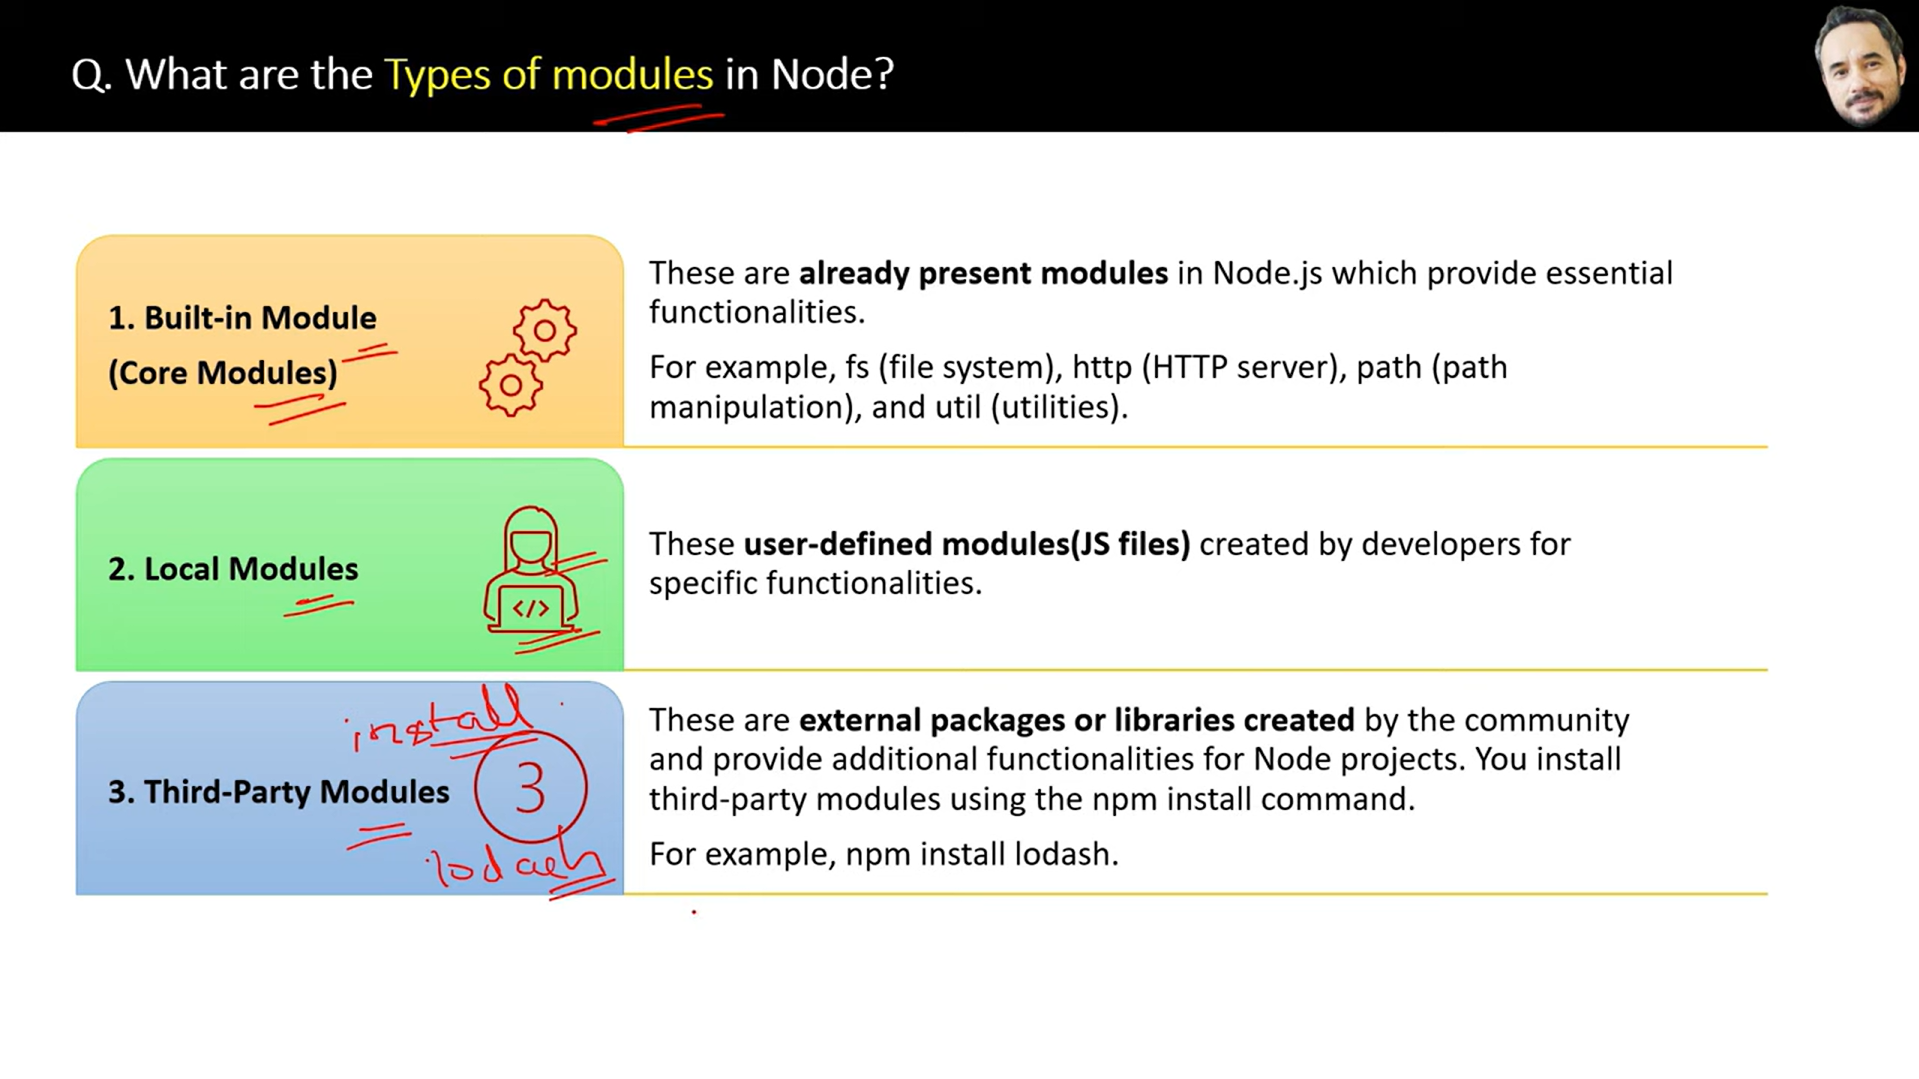 Q. What are the Types of modules in Node?
1. Built-in Module
(Core Modules)
These are already present modules in Node.js which provide essential
functionalities.
For example, fs (file system), http (HTTP server), path (path
manipulation), and util (utilities).
2. Local Modules
</>
These user-defined modules(JS files) created by developers for
specific functionalities.
install
3. Third-Party Modules
3
lodash
These are external packages or libraries created by the community
and provide additional functionalities for Node projects. You install
third-party modules using the npm install command.
For example, npm install lodash.